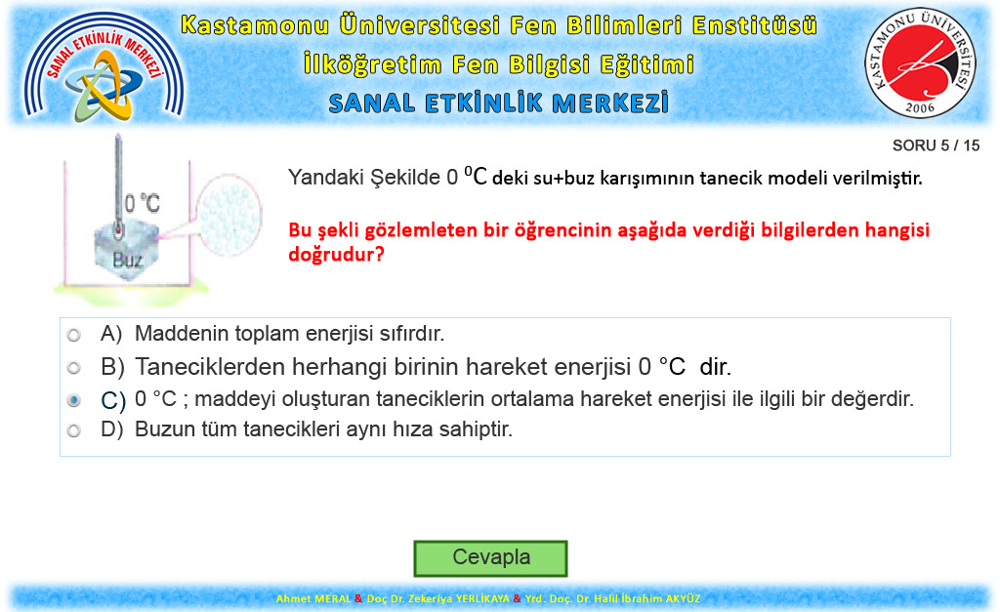 Kastamonu Üniversitesi Fen Bilimleri Enstitüsü
İlköğretim Fen Bilgisi Eğitimi
SANAL ETKİNLİK MERKEZİ
SANAL ETKİNLİK MERKEZİ
KASTAMONU ÜNİVERSİTESİ
2006
SORU 5 / 15
Yandaki Şekilde 0 ⁰C deki su+buz karışımının tanecik modeli verilmiştir.
0 °C
Buz
Bu şekli gözlemleten bir öğrencinin aşağıda verdiği bilgilerden hangisi
doğrudur?
A) Maddenin toplam enerjisi sıfırdır.
B) Taneciklerden herhangi birinin hareket enerjisi 0 °C dir.
C) 0 °C ; maddeyi oluşturan taneciklerin ortalama hareket enerjisi ile ilgili bir değerdir.
D) Buzun tüm tanecikleri aynı hıza sahiptir.
Cevapla
Ahmet MERAL & Doç Dr. Zekeriya YERLİKAYA & Yrd. Doç. Dr. Halil İbrahim AKYÜZ